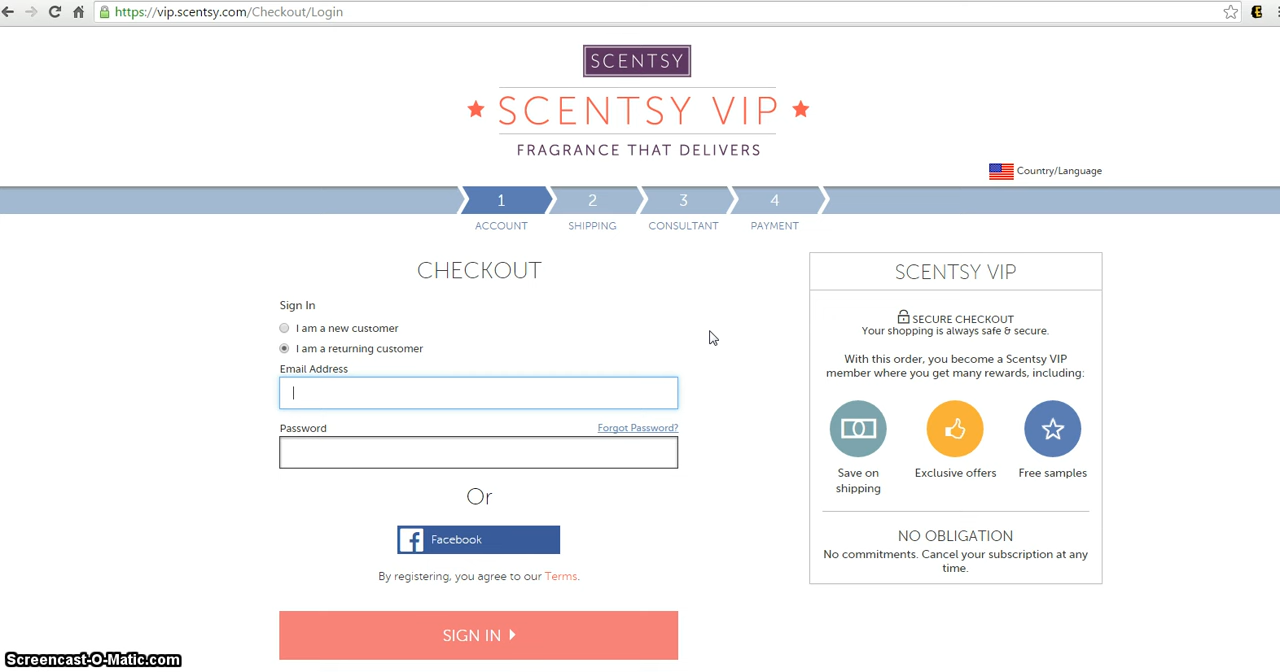 https://vip.scentsy.com/Checkout/Login
SCENTSY
SCENTSY VIP
FRAGRANCE THAT DELIVERS
Country/Language
1 2 3 4
ACCOUNT SHIPPING CONSULTANT PAYMENT
CHECKOUT
Sign In
I am a new customer
I am a returning customer
Email Address
Password Forgot Password?
Or
Facebook
By registering, you agree to our Terms.
SIGN IN
SCENTSY VIP
SECURE CHECKOUT
Your shopping is always safe & secure.
With this order, you become a Scentsy VIP
member where you get many rewards, including:
Save on
shipping
Exclusive offers
Free samples
NO OBLIGATION
No commitments. Cancel your subscription at any
time.
Screencast-O-Matic.com